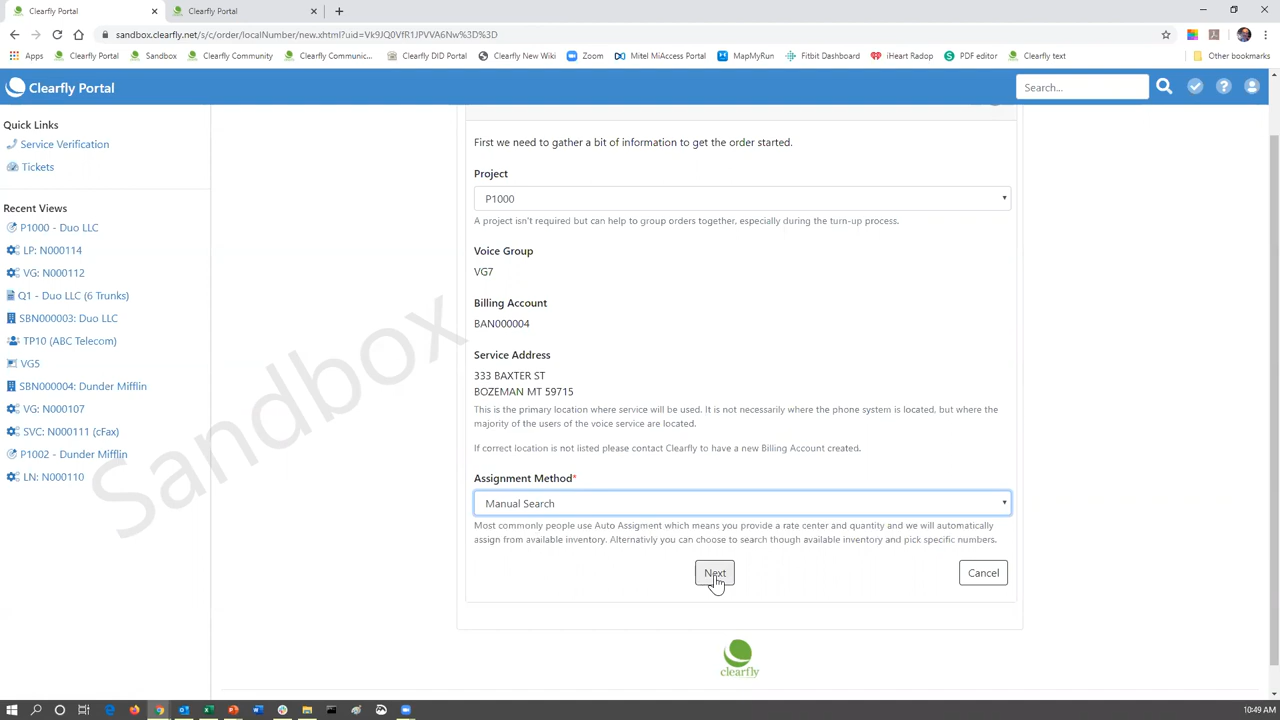 Clearfly Portal
Clearfly Portal
sandbox.clearfly.net/s/c/order/localNumber/new.xhtml?uid=Vk9JQ0VfR1JPVVA6Nw%3D%3D
Apps Clearfly Portal Sandbox Clearfly Community Clearfly Communic... Clearfly DID Portal Clearfly New Wiki Zoom Mitel MiAccess Portal MapMyRun Fitbit Dashboard iHeart Radop PDF editor Clearfly text Other bookmarks
Clearfly Portal
Search...
Quick Links
Service Verification
Tickets
Recent Views
P1000 - Duo LLC
LP: N000114
VG: N000112
Q1 - Duo LLC (6 Trunks)
SBN000003: Duo LLC
TP10 (ABC Telecom)
VG5
SBN000004: Dunder Mifflin
VG: N000107
SVC: N000111 (cFax)
P1002 - Dunder Mifflin
LN: N000110
Sandbox
First we need to gather a bit of information to get the order started.
Project
P1000
A project isn't required but can help to group orders together, especially during the turn-up process.
Voice Group
VG7
Billing Account
BAN000004
Service Address
333 BAXTER ST
BOZEMAN MT 59715
This is the primary location where service will be used. It is not necessarily where the phone system is located, but where the
majority of the users of the voice service are located.
If correct location is not listed please contact Clearfly to have a new Billing Account created.
Assignment Method*
Manual Search
Most commonly people use Auto Assigment which means you provide a rate center and quantity and we will automatically
assign from available inventory. Alternativly you can choose to search though available inventory and pick specific numbers.
Next
Cancel
clearfly
10:49 AM